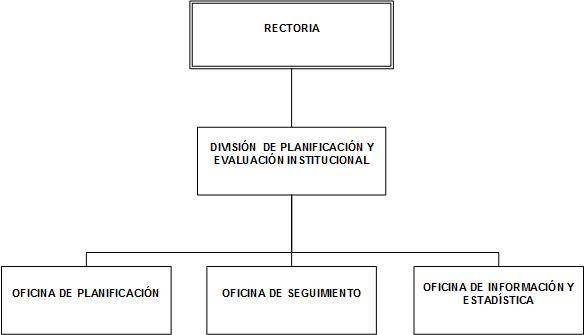 RECTORIA
DIVISIÓN DE PLANIFICACIÓN Y
EVALUACIÓN INSTITUCIONAL
OFICINA DE PLANIFICACIÓN
OFICINA DE SEGUIMIENTO
OFICINA DE INFORMACIÓN Y
ESTADÍSTICA